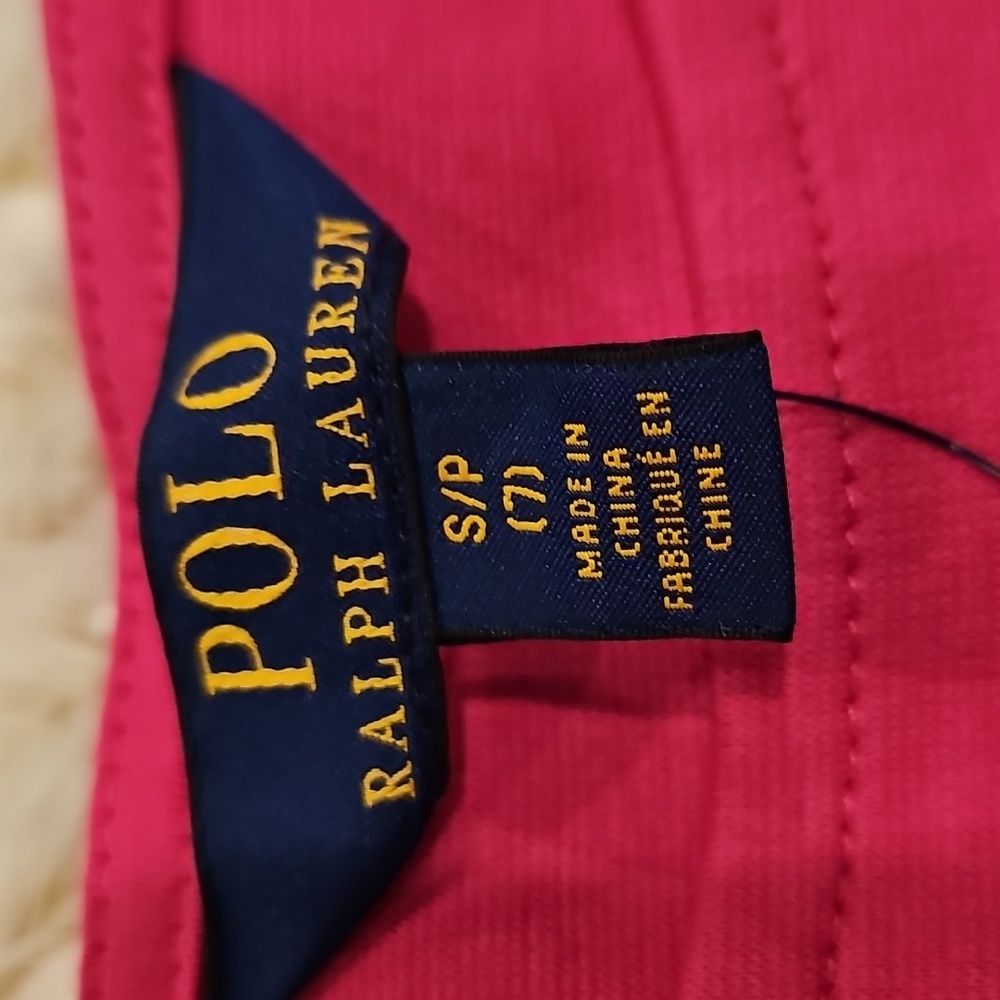 POLO
RALPH LAUREN
S/P
(7)
MADE IN
CHINA
FABRIQUÉ EN
CHINE